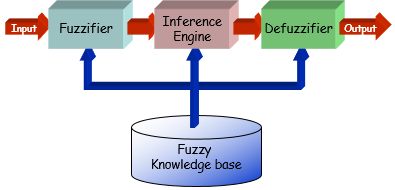 Input
Fuzzifier
Inference
Engine
Defuzzifier
Output
Fuzzy
Knowledge base